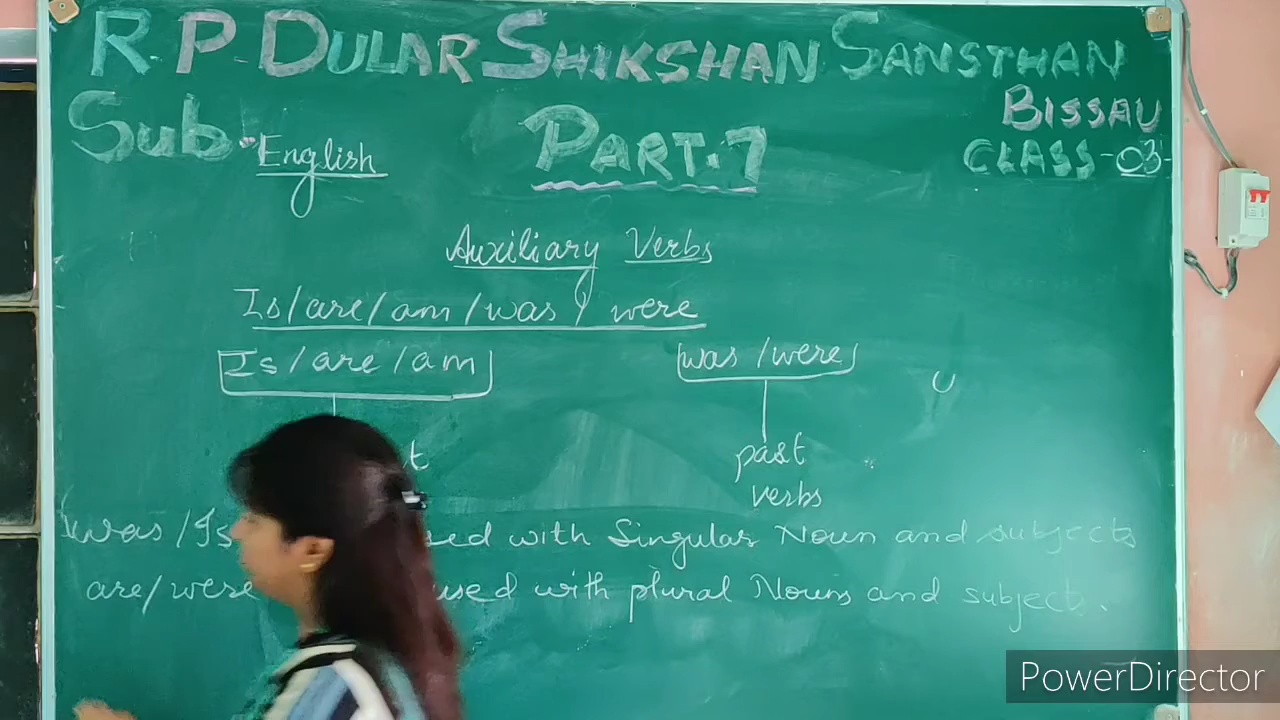 R.P. DULAR SHIKSHAN SANSTHAN
BISSAU
Sub - English
PART-7
CLASS-03
Auxiliary Verbs
Is/are/am/was/were
Is/are/am
was/were
past
verbs
was/Is used with Singular Noun and subjects
are/were used with plural Nouns and subject.
PowerDirector